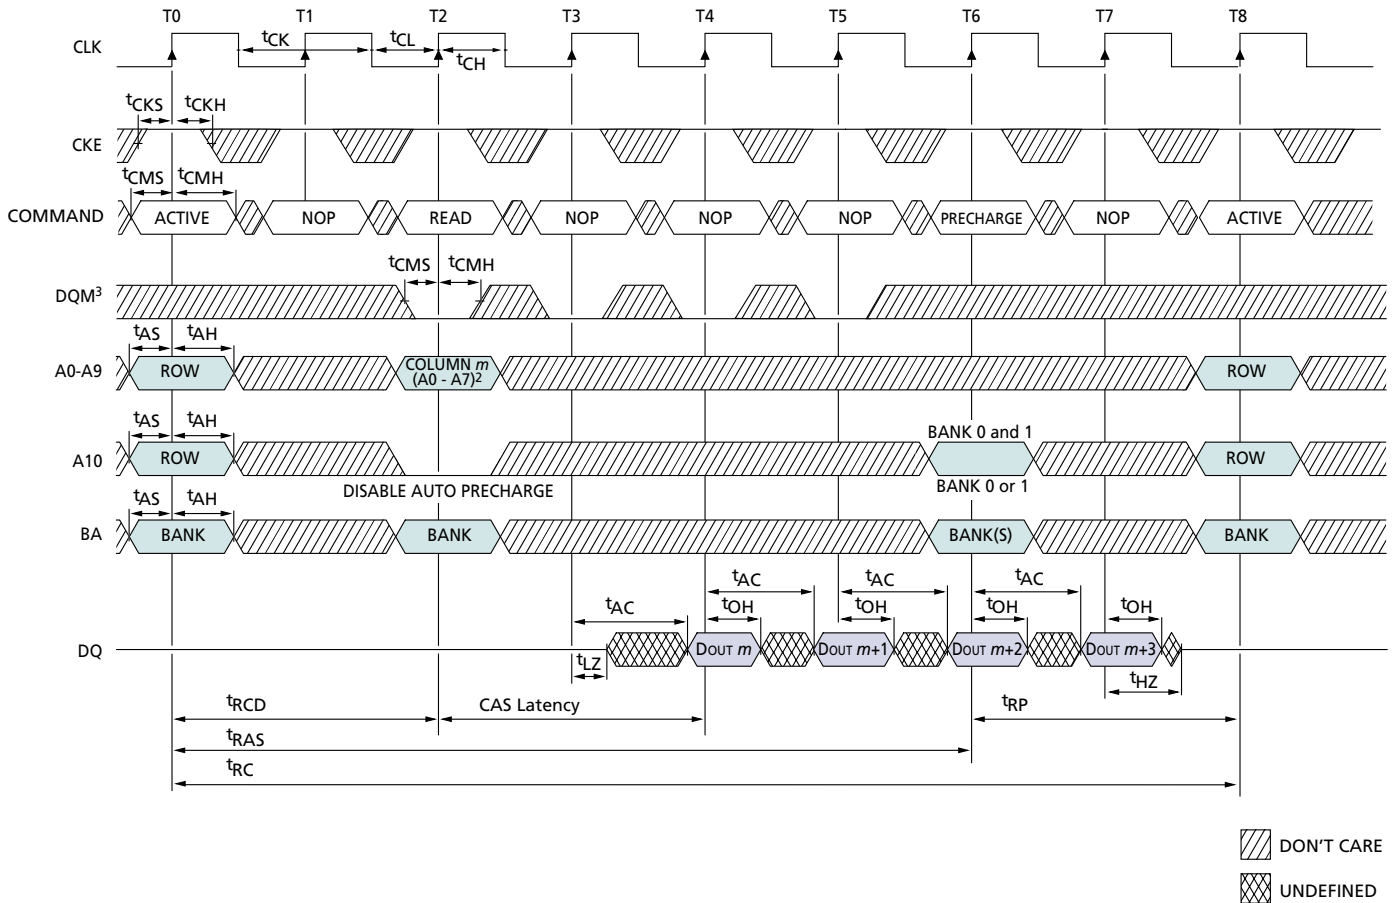 T0 T1 T2 T3 T4 T5 T6 T7 T8
CLK tCK tCL tCH
tCKS tCKH
CKE
tCMS tCMH
COMMAND ACTIVE NOP READ NOP NOP NOP PRECHARGE NOP ACTIVE
tCMS tCMH
DQM3
tAS tAH
A0-A9 ROW COLUMN m (A0 - A7)2 ROW
tAS tAH
BANK 0 and 1
A10 ROW ROW
DISABLE AUTO PRECHARGE
BANK 0 or 1
tAS tAH
BA BANK BANK BANK(S) BANK
tAC tAC tAC tAC
tOH tOH tOH tOH
DQ DOUT m DOUT m+1 DOUT m+2 DOUT m+3
tLZ tHZ
tRCD CAS Latency tRP
tRAS
tRC
DON'T CARE
UNDEFINED